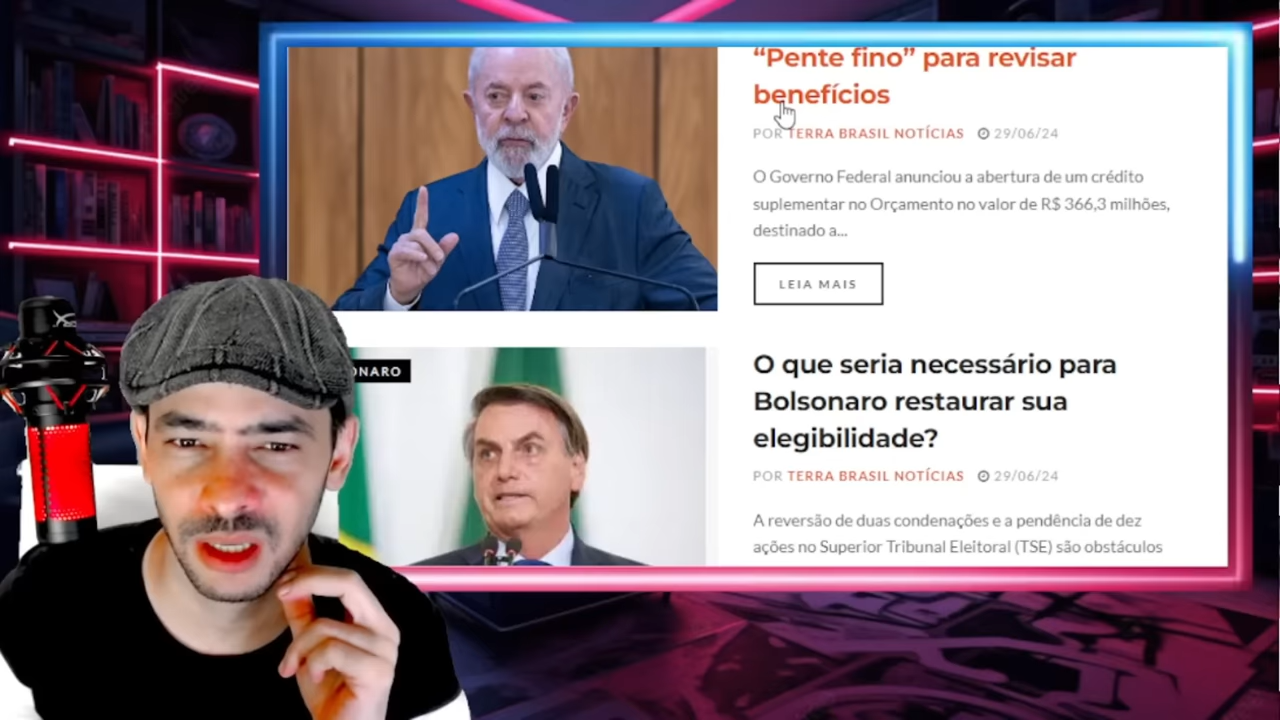 “Pente fino” para revisar
benefícios
POR TERRA BRASIL NOTÍCIAS 29/06/24
O Governo Federal anunciou a abertura de um crédito
suplementar no Orçamento no valor de R$ 366,3 milhões,
destinado a...
LEIA MAIS
ONARO
O que seria necessário para
Bolsonaro restaurar sua
elegibilidade?
POR TERRA BRASIL NOTÍCIAS 29/06/24
A reversão de duas condenações e a pendência de dez
ações no Superior Tribunal Eleitoral (TSE) são obstáculos